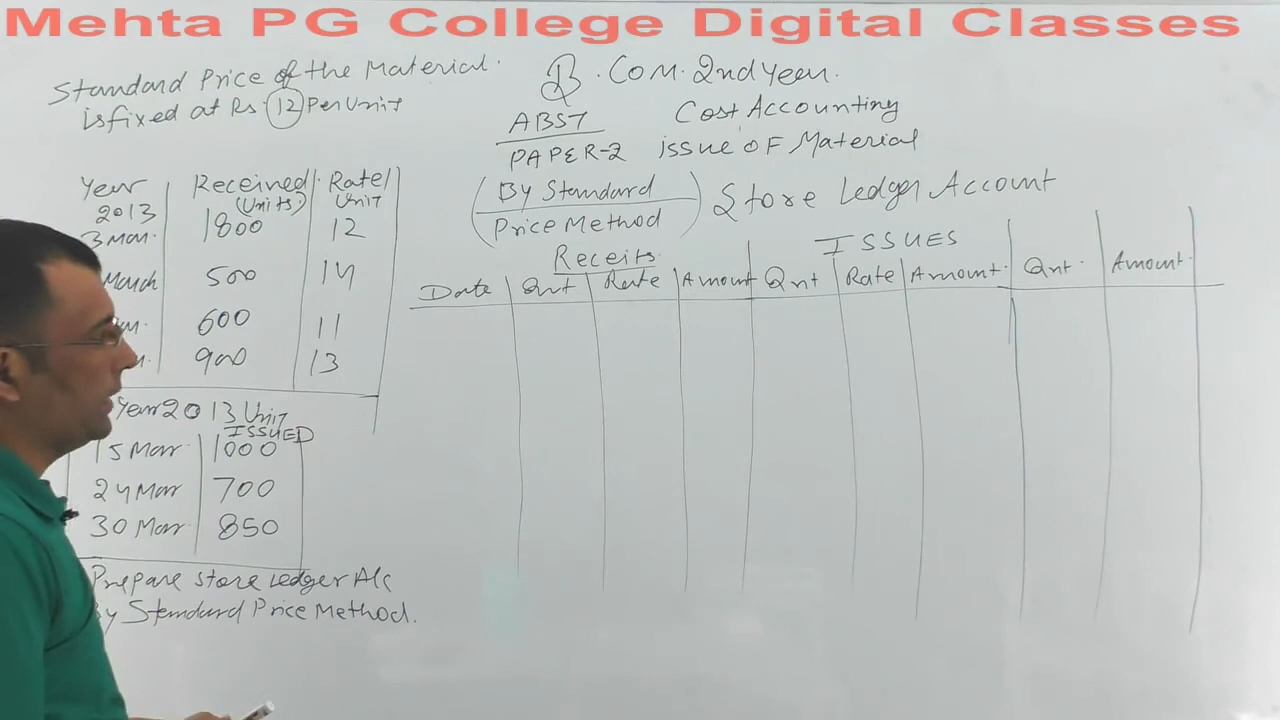 Mehta PG College Digital Classes
Standard Price of the Material.
is fixed at Rs. 12 Per Unit
B. Com. 2nd Year.
ABST
PAPER-2
Cost Accounting
issue of Material
(By Standard
Price Method)
Store Ledger Account
Year
2013
Received
(Units)
Rate/
Unit
3 Mar. 1800 12
March 500 14
600 11
900 13
Year 2013 Unit
ISSUED
15 Mar 1000
24 Mar 700
30 Mar 850
Prepare store Ledger A/c
By Standard Price Method.
Receits
ISSUES
Date Qnt Rate Amount Qnt Rate Amount. Qnt. Amount.